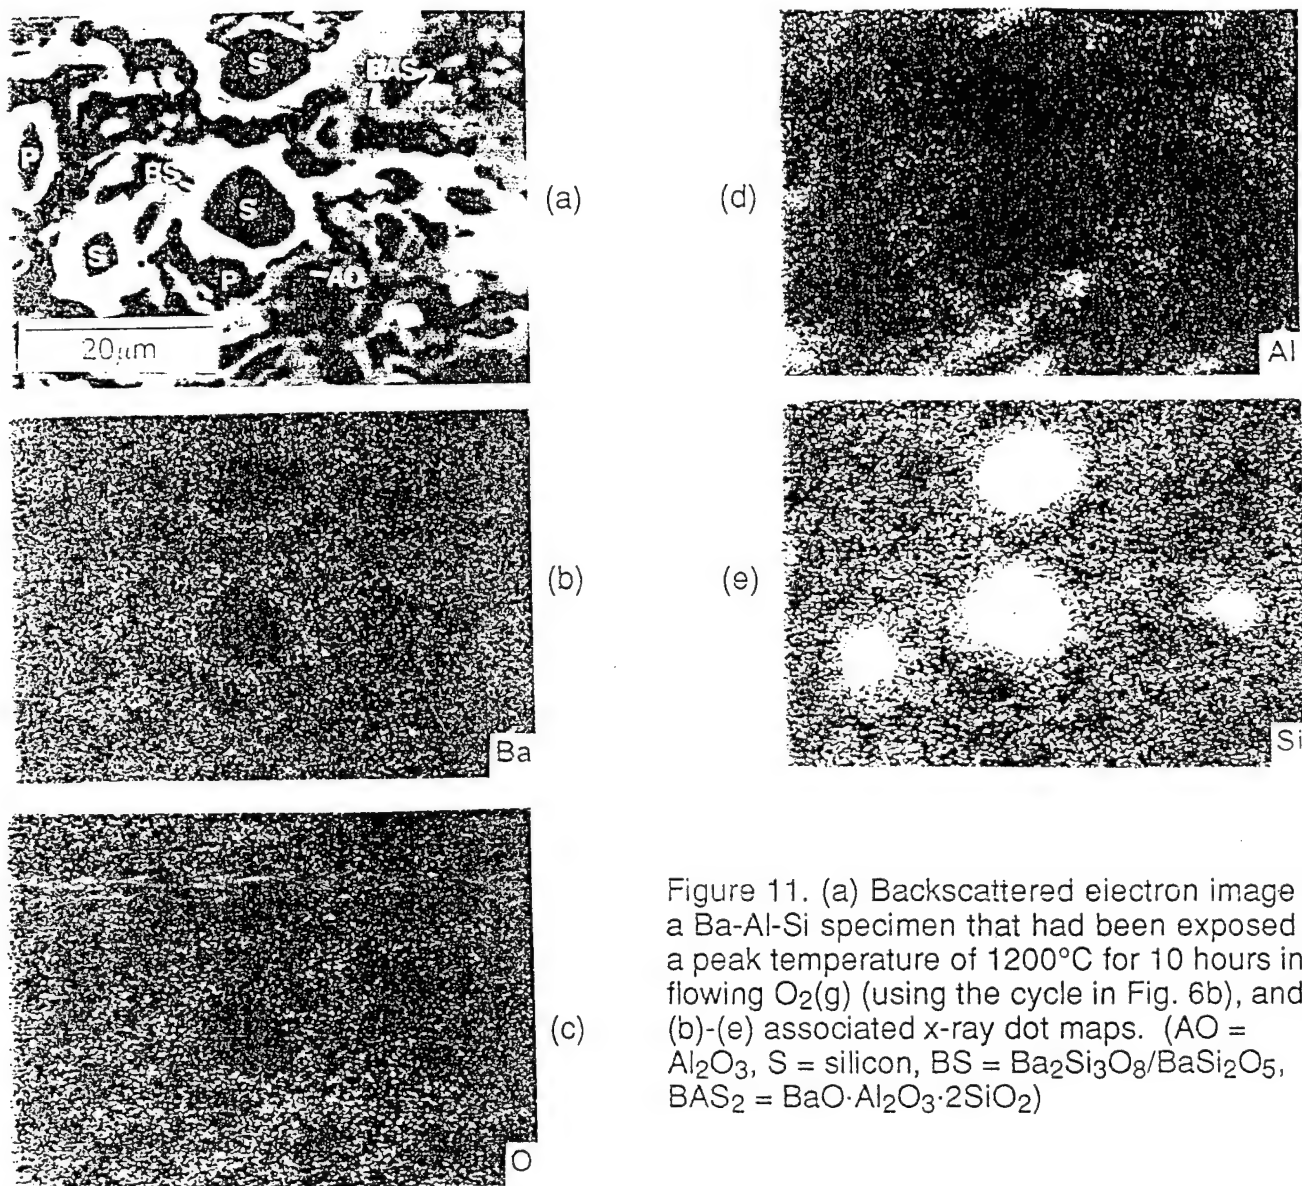 S
BAS2
P
BS
S
S
P
AO
20μm
(a)
(d)
Al
Ba
(b)
(e)
Si
O
(c)
Figure 11. (a) Backscattered electron image
a Ba-Al-Si specimen that had been exposed
a peak temperature of 1200°C for 10 hours in
flowing O2(g) (using the cycle in Fig. 6b), and
(b)-(e) associated x-ray dot maps. (AO =
Al2O3, S = silicon, BS = Ba2Si3O8/BaSi2O5,
BAS2 = BaO·Al2O3·2SiO2)